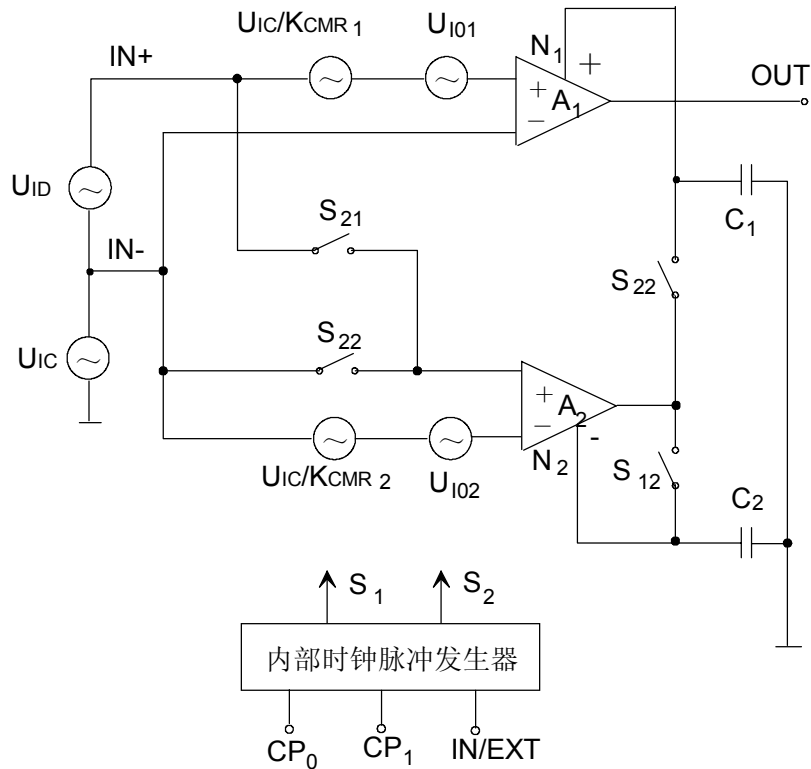 UIC/KCMR 1
UI01
N1
+
IN+
OUT
+
A1
−
UID
C1
S21
IN-
S22
S22
UIC
+
A2
−
-
N2
S12
C2
UIC/KCMR 2
UI02
S1
S2
内部时钟脉冲发生器
CP0
CP1
IN/EXT